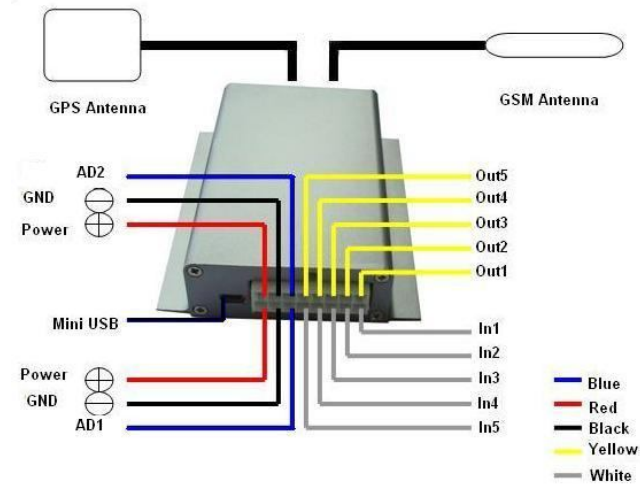 GPS Antenna
GSM Antenna
AD2
GND
Power
Mini USB
Power
GND
AD1
Out5
Out4
Out3
Out2
Out1
In1
In2
In3
In4
In5
Blue
Red
Black
Yellow
White